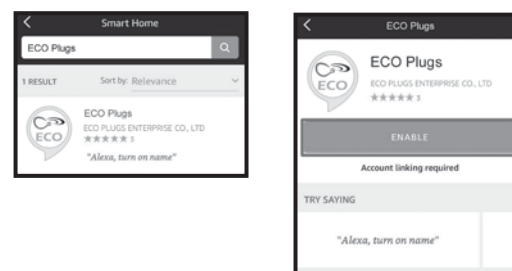 Smart Home
ECO Plugs
1 RESULT Sort by: Relevance
ECO
ECO Plugs
ECO PLUGS ENTERPRISE CO., LTD
★★★★★ 3
"Alexa, turn on name"
ECO Plugs
ECO
ECO Plugs
ECO PLUGS ENTERPRISE CO., LTD
★★★★★ 3
ENABLE
Account linking required
TRY SAYING
"Alexa, turn on name"